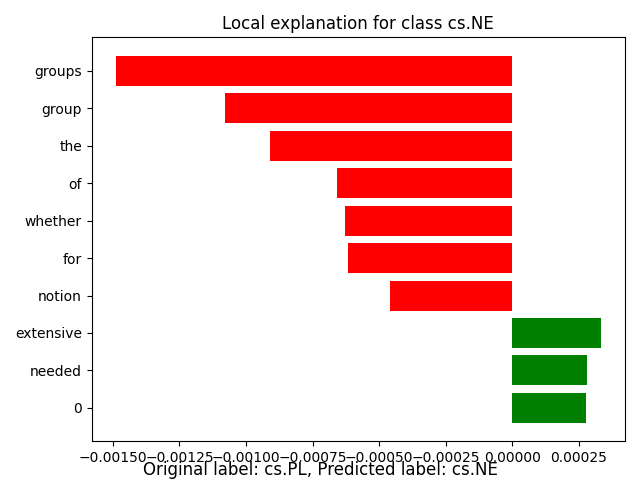 Local explanation for class cs.NE
groups
group
the
of
whether
for
notion
extensive
needed
0
−0.00150 −0.00125 −0.00100 −0.00075 −0.00050 −0.00025 0.00000 0.00025
Original label: cs.PL, Predicted label: cs.NE